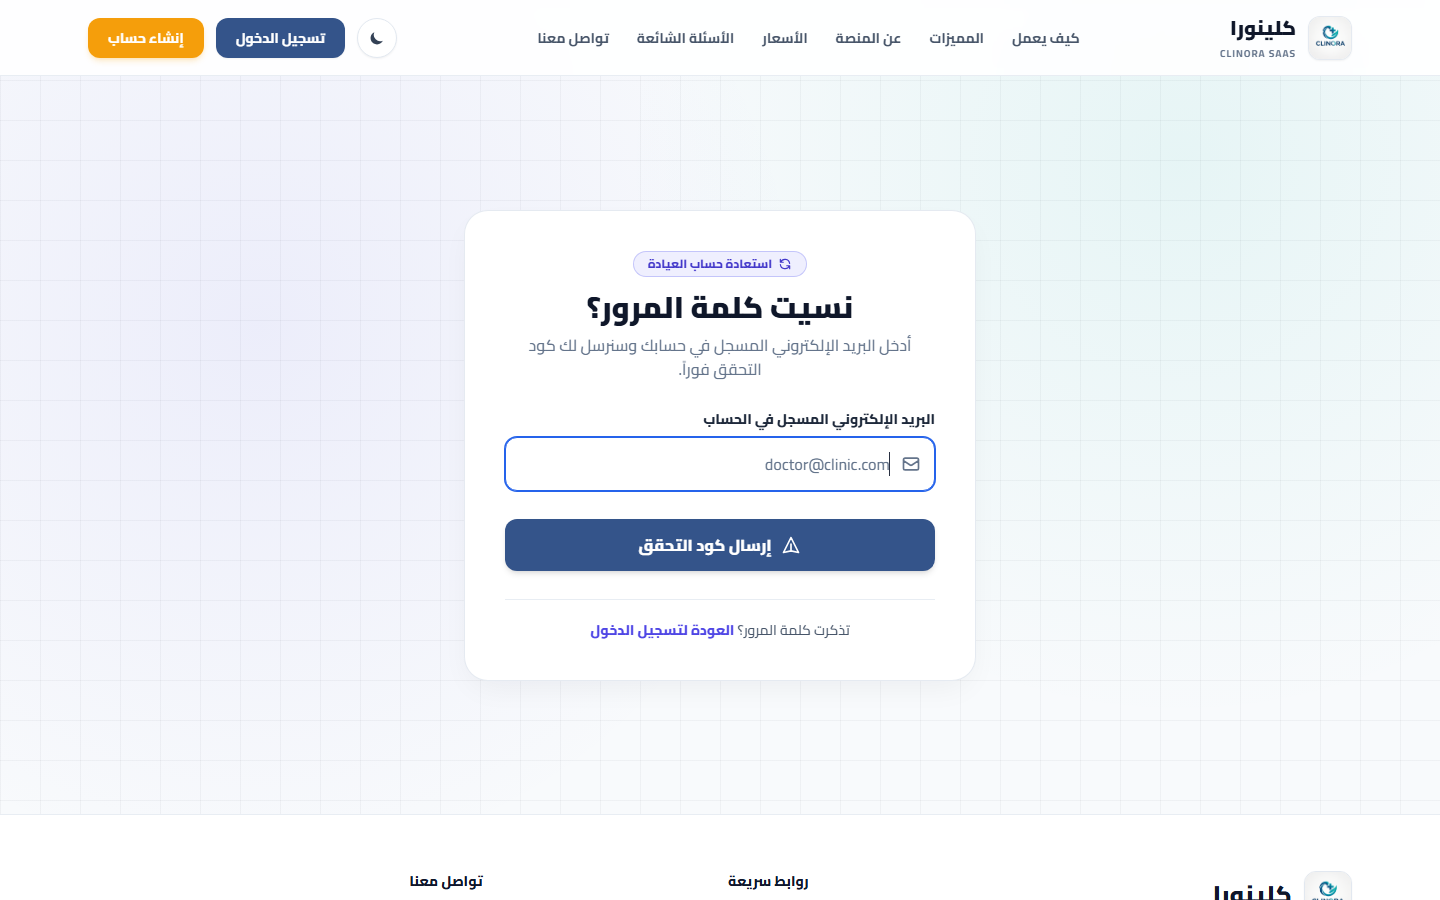 كلينورا
CLINORA SAAS
CLINORA
كيف يعمل
المميزات
عن المنصة
الأسعار
الأسئلة الشائعة
تواصل معنا
تسجيل الدخول
إنشاء حساب
استعادة حساب العيادة
نسيت كلمة المرور؟
أدخل البريد الإلكتروني المسجل في حسابك وسنرسل لك كود
التحقق فوراً.
البريد الإلكتروني المسجل في الحساب
doctor@clinic.com
إرسال كود التحقق
تذكرت كلمة المرور؟ العودة لتسجيل الدخول
كلينورا
CLINORA
روابط سريعة
تواصل معنا